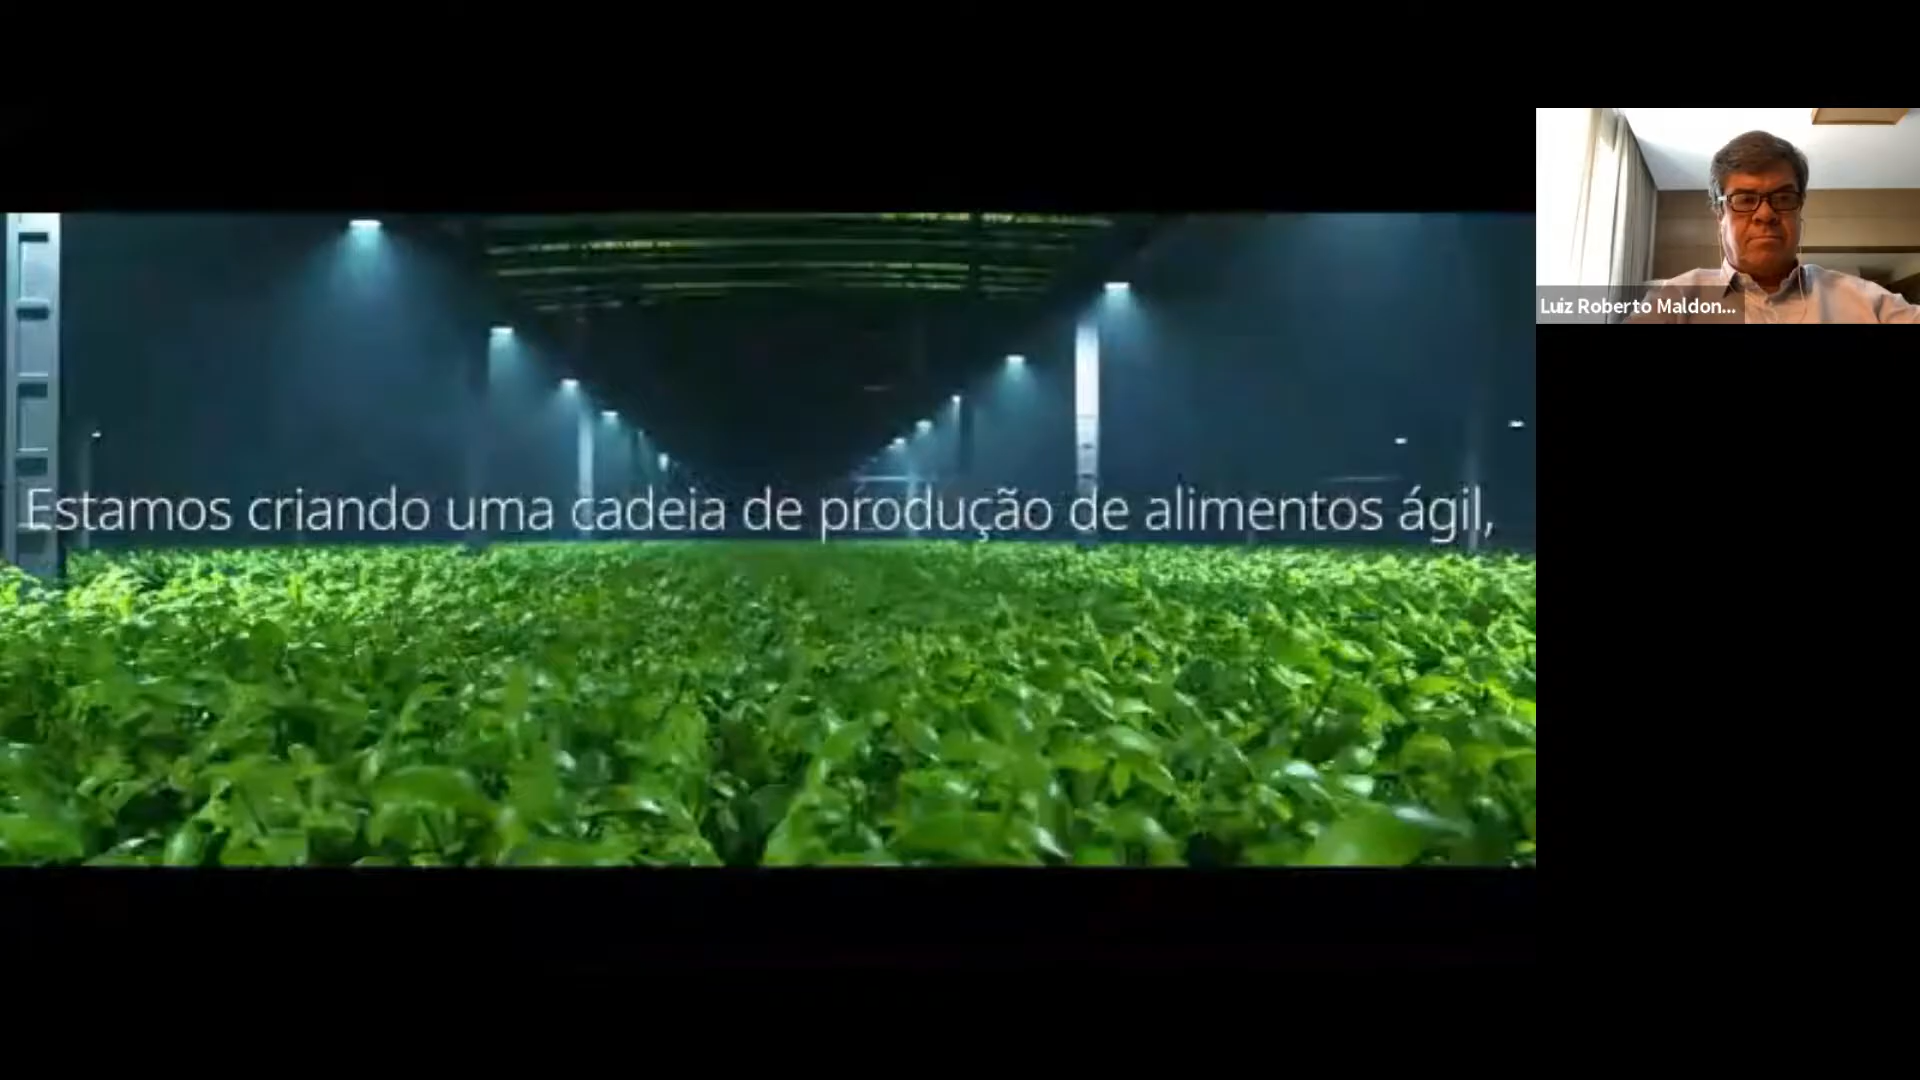 Estamos criando uma cadeia de produção de alimentos ágil,
Luiz Roberto Maldon...